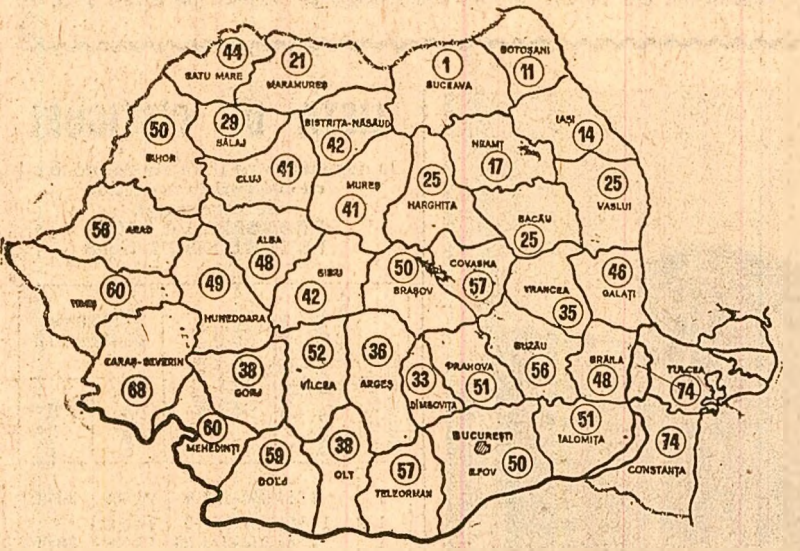 44
SATU MARE
21
MARAMUREȘ
1
SUCEAVA
BOTOȘANI
11
50
BIHOR
29
SĂLAJ
BISTRIȚA-NĂSĂUD
42
IAȘI
14
CLUJ
41
MUREȘ
41
25
HARGHITA
NEAMȚ
17
25
VASLUI
BACĂU
25
56
ARAD
ALBA
48
49
HUNEDOARA
SIBIU
42
50
BRAȘOV
COVASNA
57
VRANCEA
35
46
GALAȚI
60
TIMIȘ
CARAȘ-SEVERIN
68
38
GORJ
52
VÎLCEA
36
ARGEȘ
33
DÎMBOVIȚA
PRAHOVA
51
BUZĂU
56
BRĂILA
48
TULCEA
74
60
MEHEDINȚI
59
DOLJ
38
OLT
57
TELEORMAN
BUCUREȘTI
ILFOV
50
51
IALOMIȚA
74
CONSTANȚA